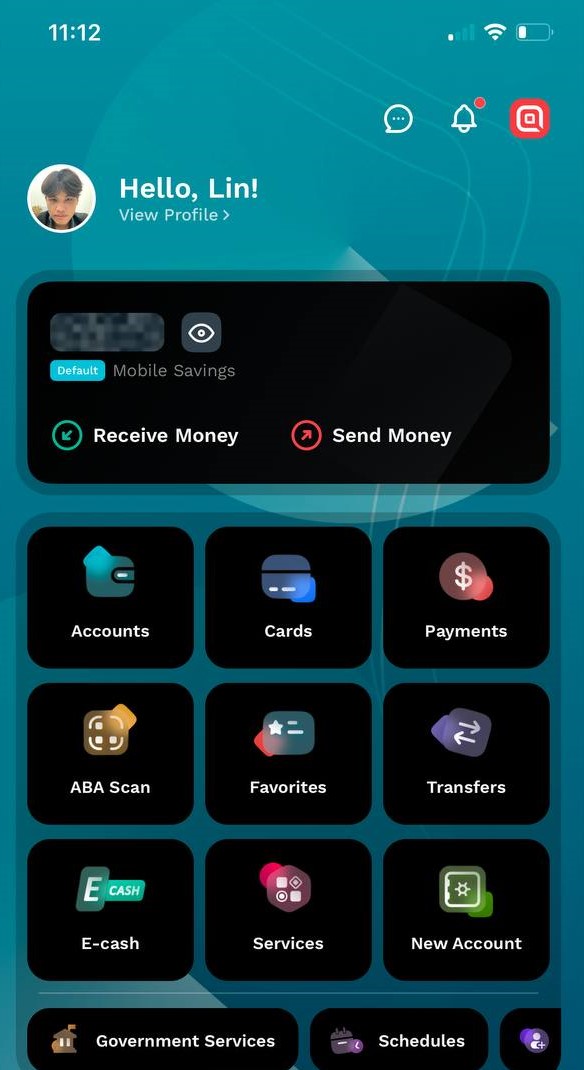 11:12
Hello, Lin!
View Profile >
Default Mobile Savings
Receive Money Send Money
Accounts Cards Payments
ABA Scan Favorites Transfers
E CASH
E-cash Services New Account
Government Services Schedules